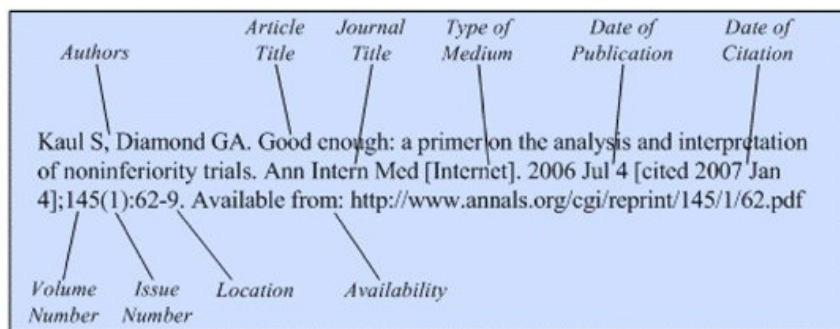 Article Journal Type of Date of Date of
Authors Title Title Medium Publication Citation
Kaul S, Diamond GA. Good enough: a primer on the analysis and interpretation
of noninferiority trials. Ann Intern Med [Internet]. 2006 Jul 4 [cited 2007 Jan
4];145(1):62-9. Available from: http://www.annals.org/cgi/reprint/145/1/62.pdf
Volume Issue Location Availability
Number Number